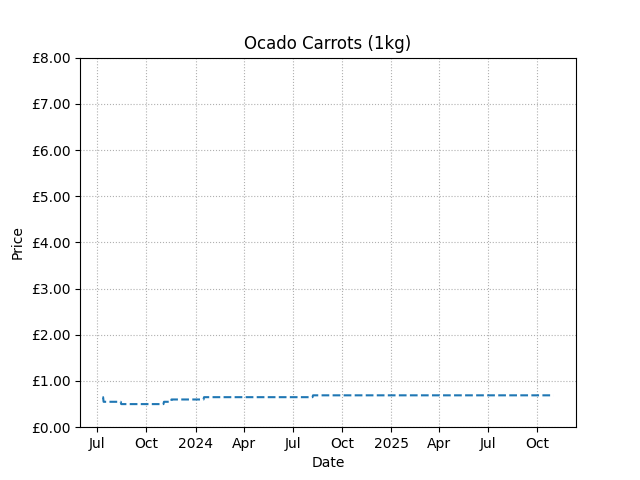 Ocado Carrots (1kg)
£8.00
£7.00
£6.00
£5.00
£4.00
£3.00
£2.00
£1.00
£0.00
Price
Jul Oct 2024 Apr Jul Oct 2025 Apr Jul Oct
Date